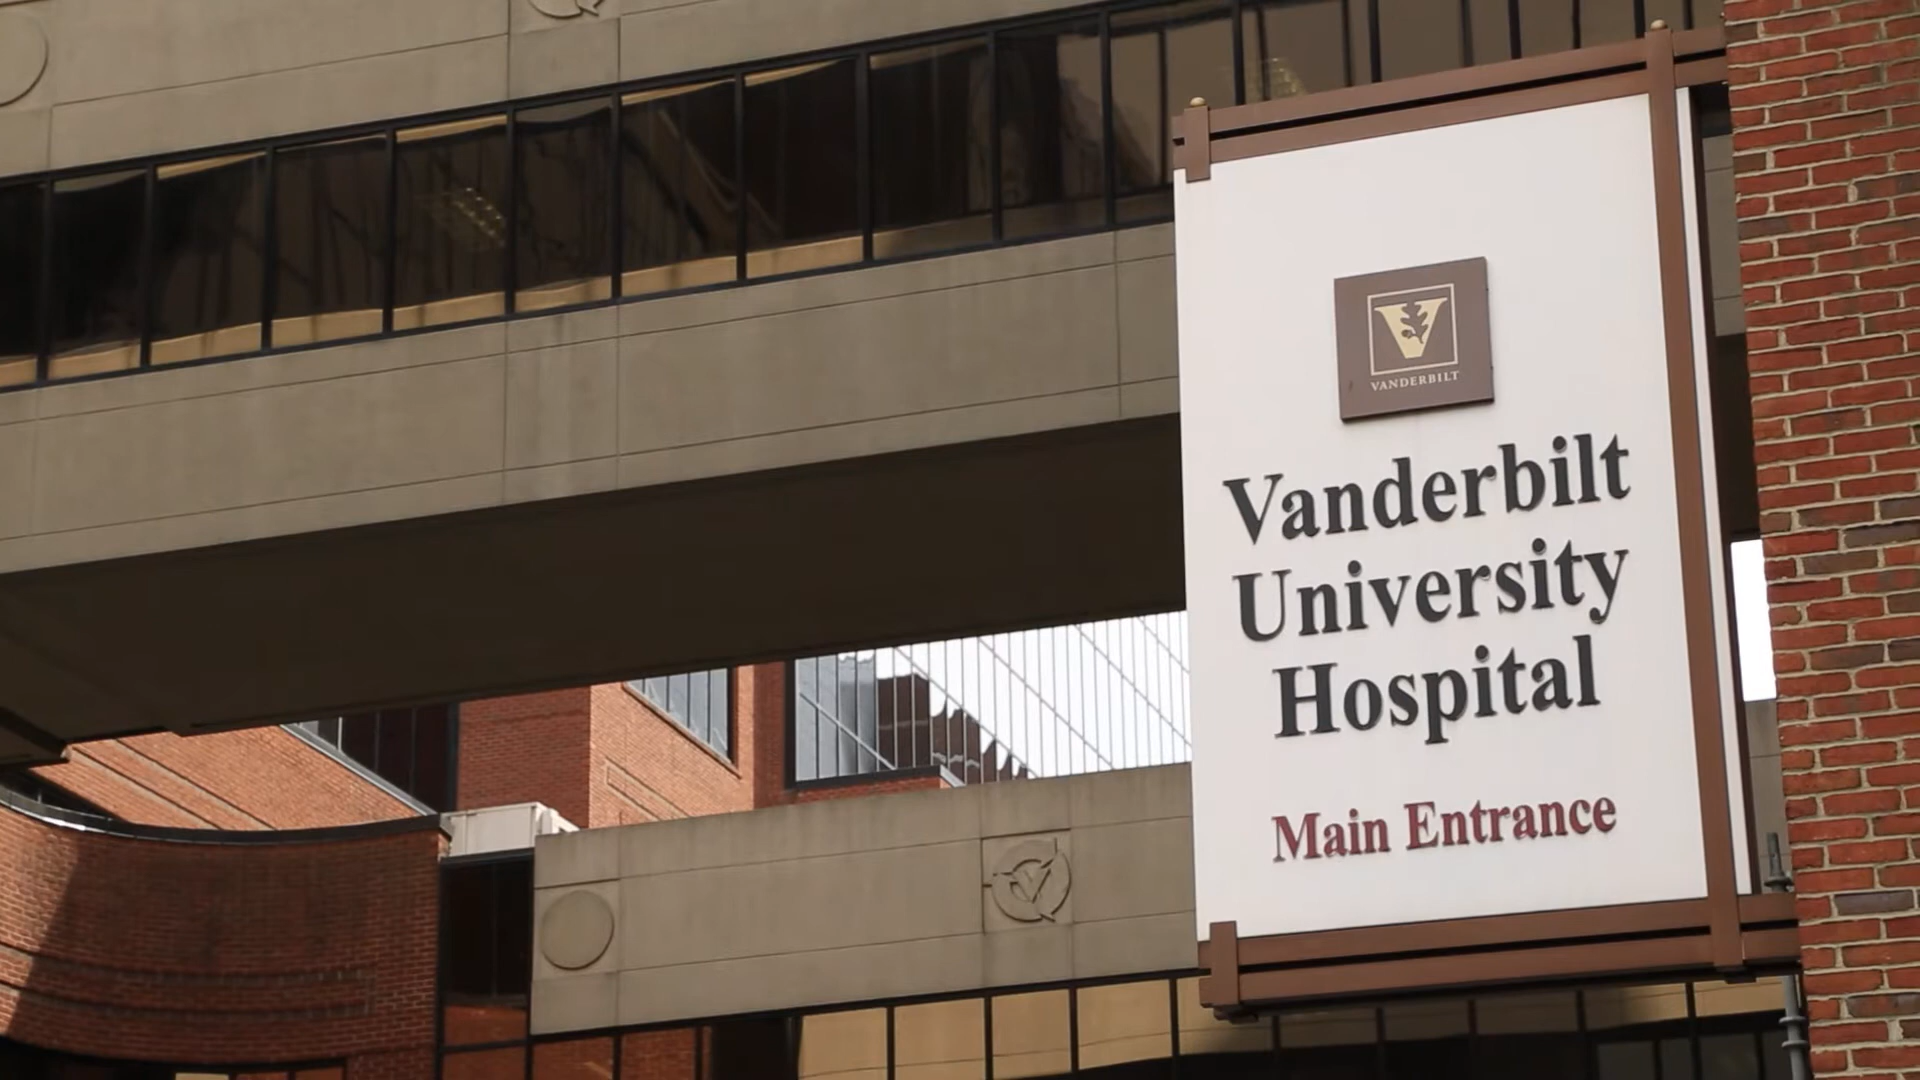 V
VANDERBILT
Vanderbilt
University
Hospital
Main Entrance